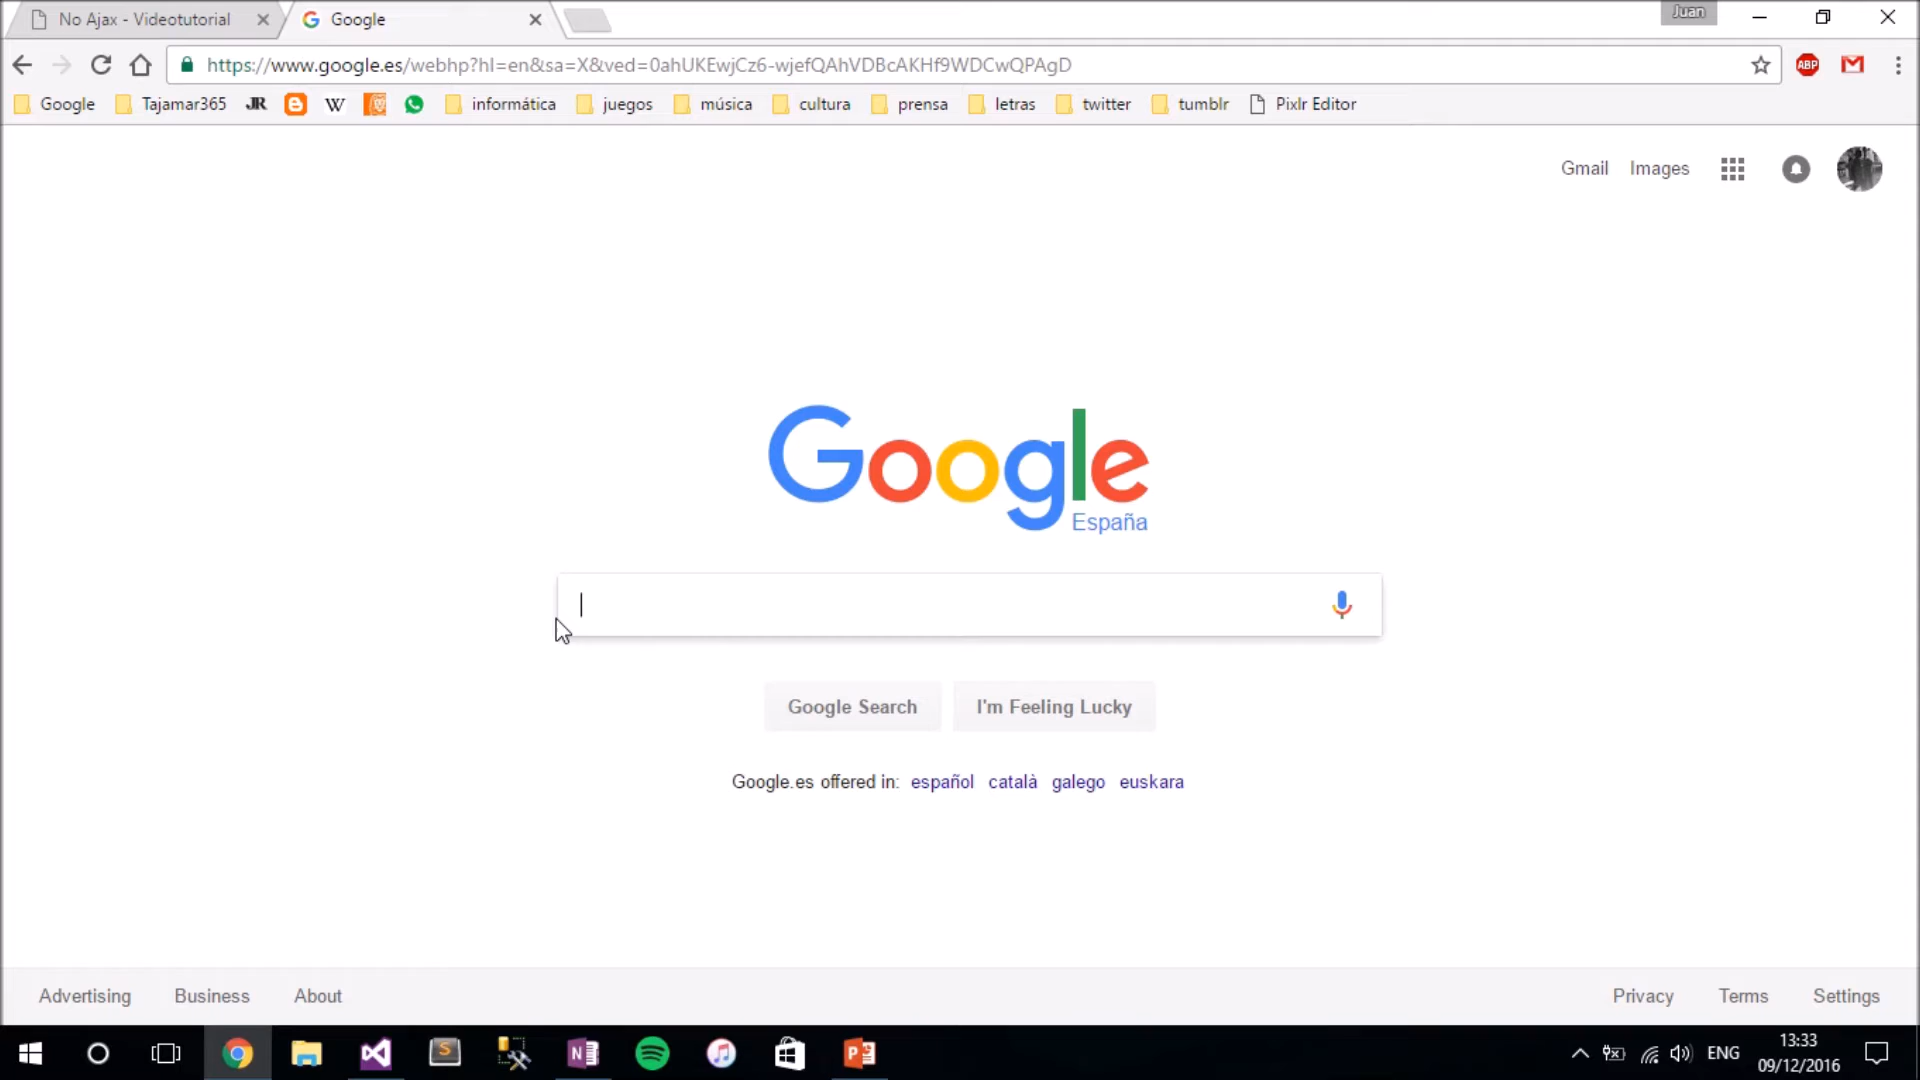 No Ajax - Videotutorial
Google
Juan
https://www.google.es/webhp?hl=en&sa=X&ved=0ahUKEwjCz6-wjefQAhVDBcAKHf9WDCwQPAgD
ABP
Google Tajamar365 JR W informática juegos música cultura prensa letras twitter tumblr Pixlr Editor
Gmail Images
Google
España
Google Search I'm Feeling Lucky
Google.es offered in: español català galego euskara
Advertising Business About Privacy Terms Settings
ENG
13:33
09/12/2016